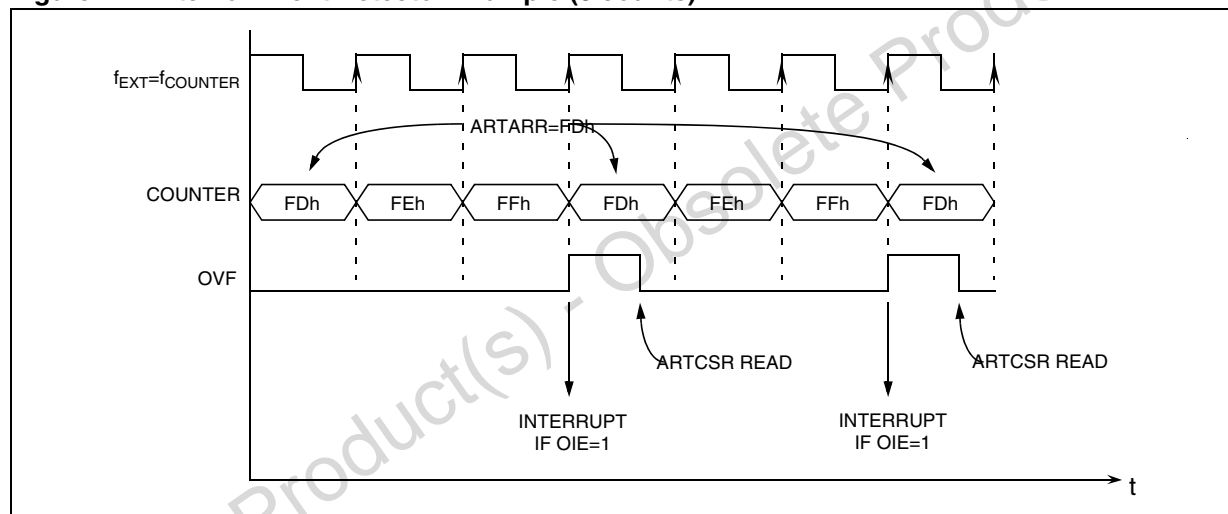 fEXT=fCOUNTER
ARTARR=FDh
COUNTER
FDh FEh FFh FDh FEh FFh FDh
OVF
ARTCSR READ ARTCSR READ
INTERRUPT INTERRUPT
IF OIE=1 IF OIE=1
t
Product(s) - Obsolete